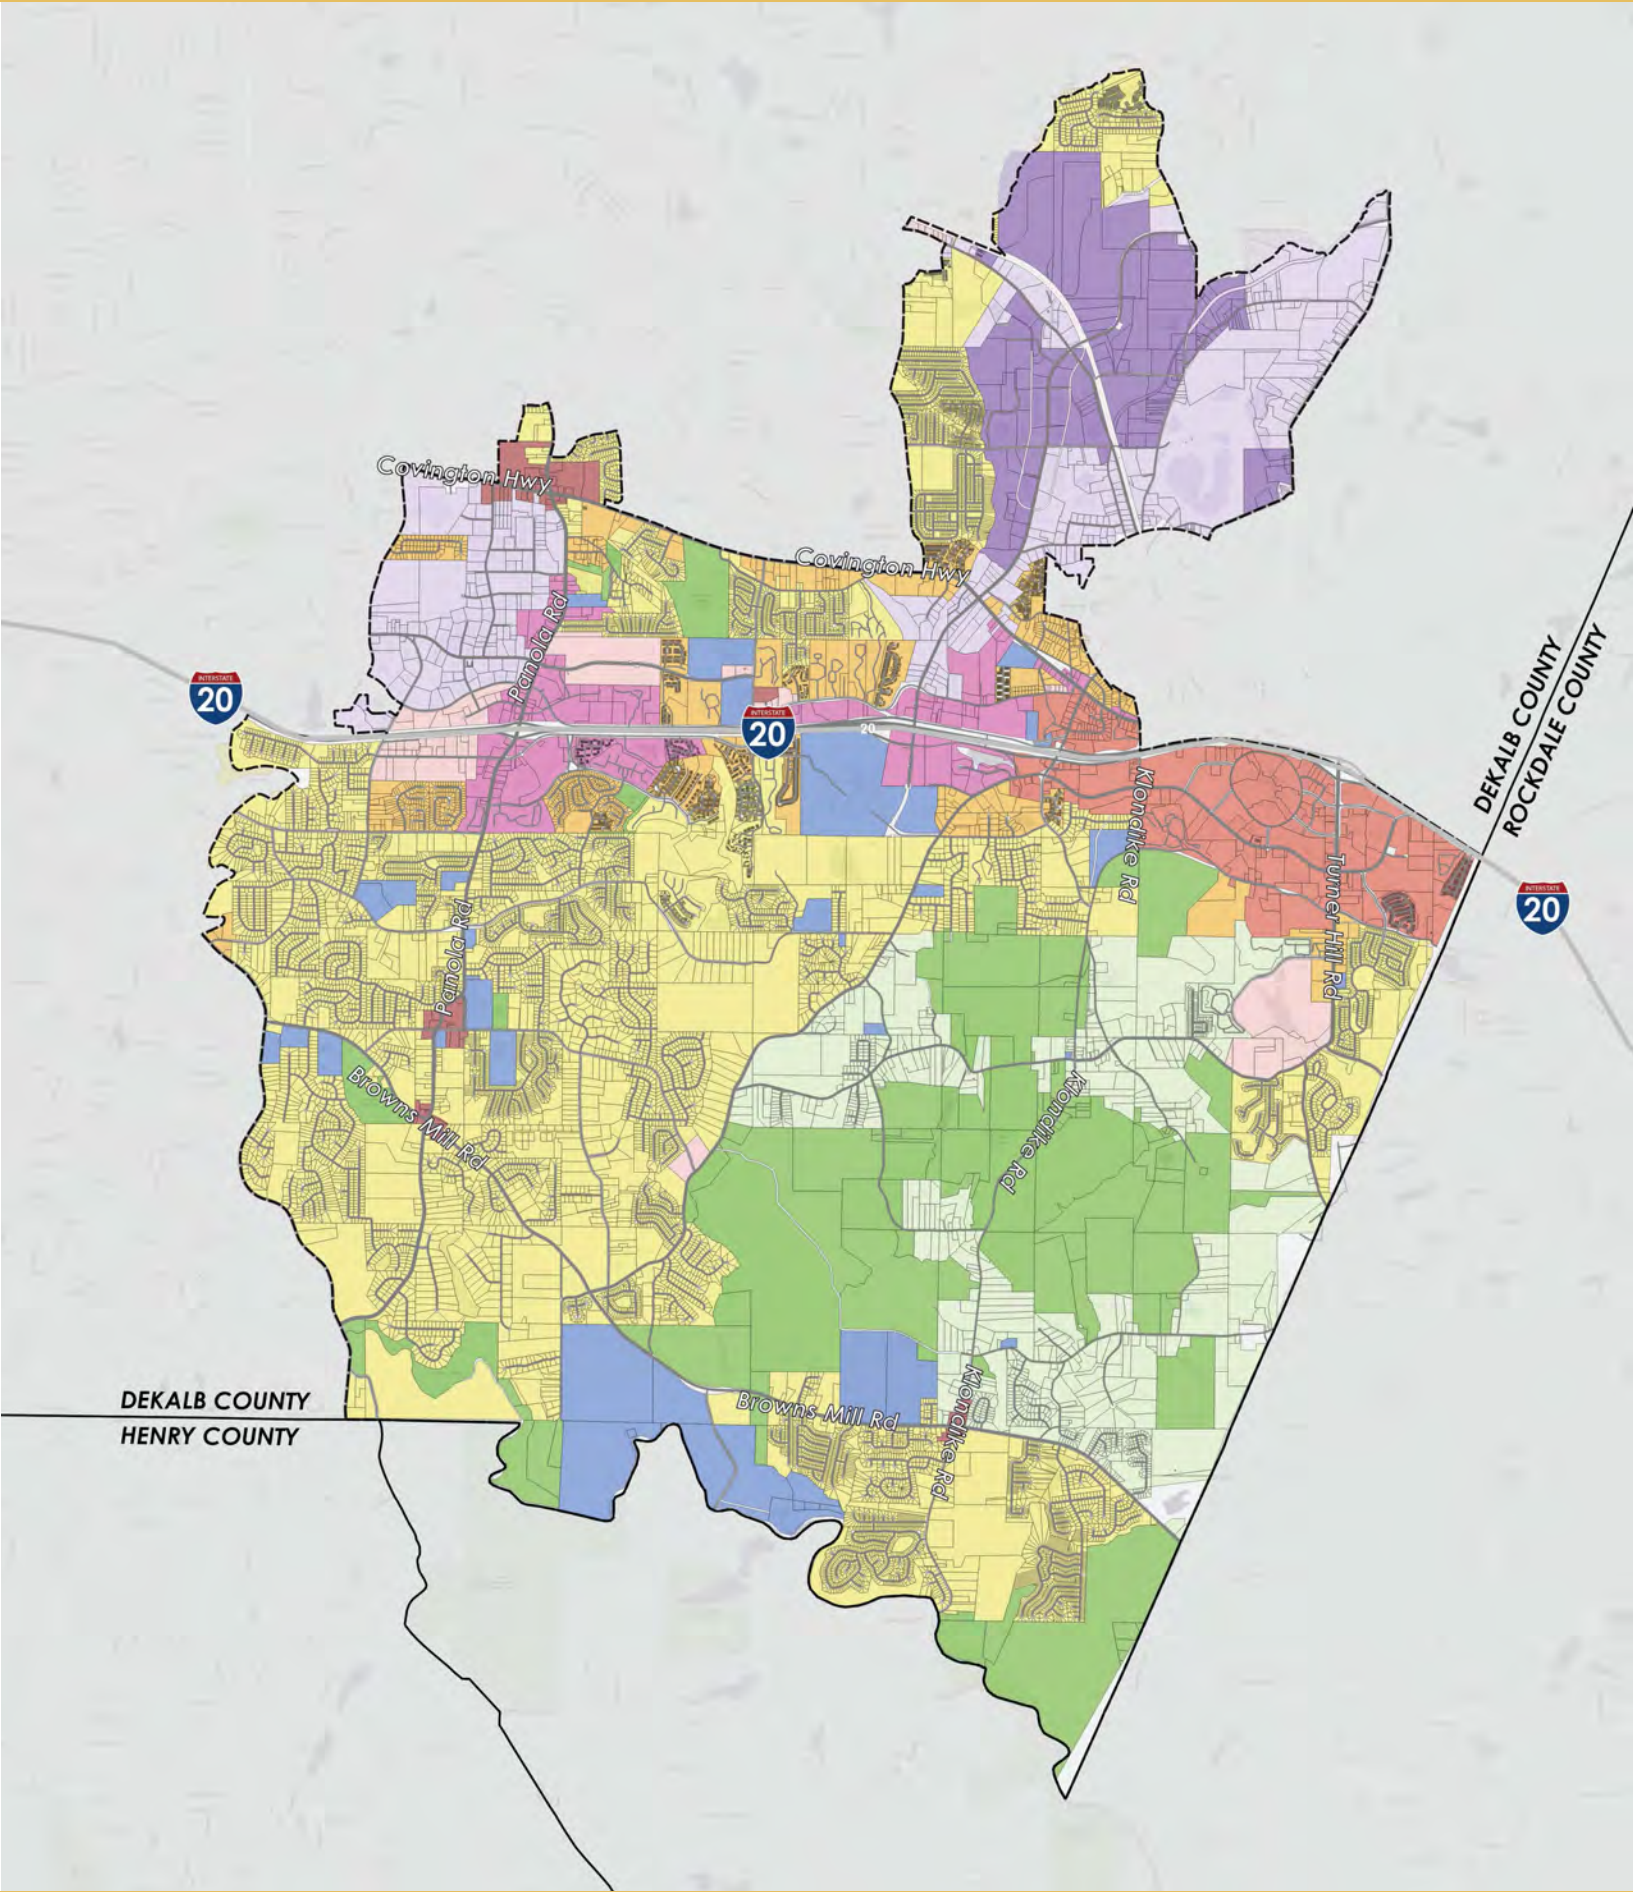 Covington Hwy
Covington Hwy
Panola Rd
DEKALB COUNTY
ROCKDALE COUNTY
INTERSTATE
20
INTERSTATE
20
20
Klondike Rd
Turner Hill Rd
INTERSTATE
20
Panola Rd
Browns Mill Rd
Klondike Rd
DEKALB COUNTY
HENRY COUNTY
Browns Mill Rd
Klondike Rd